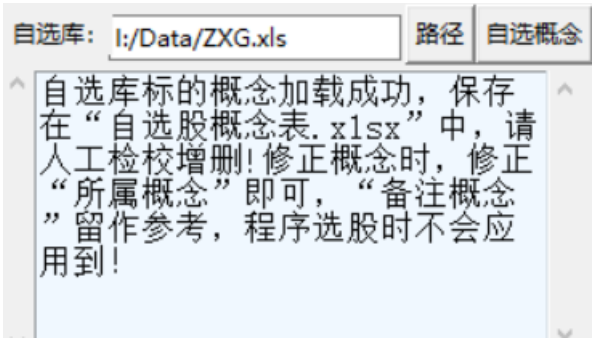 自选库: I:/Data/ZXG.xls 路径 自选概念
自选库标的概念加载成功，保存
在“自选股概念表.xlsx”中，请
人工检校增删!修正概念时，修正
“所属概念”即可，“备注概念
”留作参考，程序选股时不会应
用到!